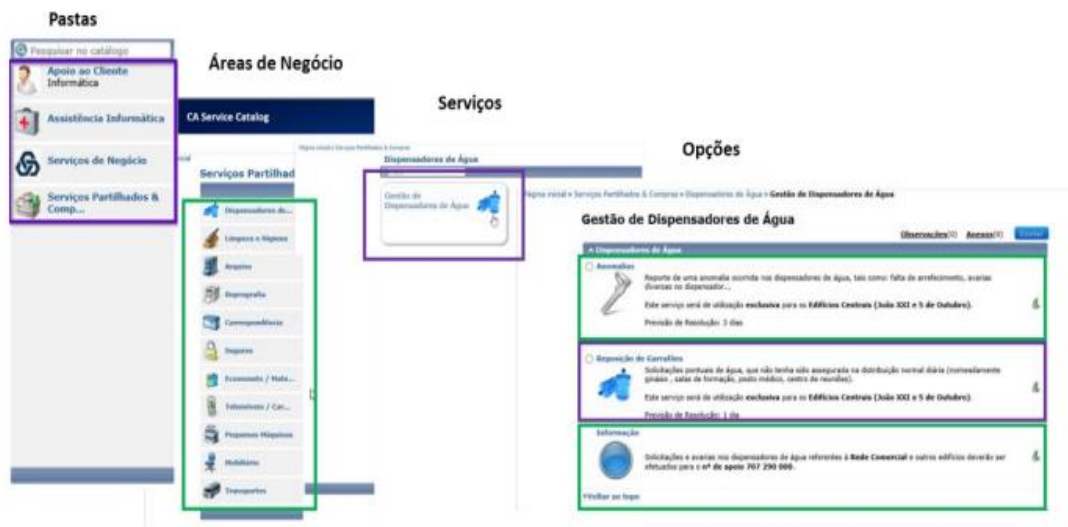 Pastas
Pesquisar no catálogo
Apoio ao Cliente
Informática
Assistência Informática
Serviços de Negócio
Serviços Partilhados &
Comp...
Áreas de Negócio
CA Service Catalog
Serviços Partilhad
Dispensadores de...
Limpeza e Higiene
Arquivo
Reprografia
Correspondência
Seguros
Economato / Mate...
Telemóveis / Car...
Pequenas Máquinas
Mobiliário
Transportes
Serviços
Página inicial » Serviços Partilhados & Compras
Dispensadores de Água
Gestão de
Dispensadores de Água
Opções
Página inicial » Serviços Partilhados & Compras » Dispensadores de Água » Gestão de Dispensadores de Água
Gestão de Dispensadores de Água
Observações(0) Anexos(0)
Dispensadores de Água
Anomalias
Reporte de uma anomalia ocorrida nos dispensadores de água, tais como: falta de arrefecimento, avarias
diversas no dispensador...
Este serviço será de utilização exclusiva para os Edifícios Centrais (João XXI e 5 de Outubro).
Previsão de Resolução: 3 dias
Reposição de Garrafões
Solicitações pontuais de água, que não tenha sido assegurada na distribuição normal diária (nomeadamente
ginásio , salas de formação, posto médico, centro de reuniões).
Este serviço será de utilização exclusiva para os Edifícios Centrais (João XXI e 5 de Outubro).
Previsão de Resolução: 1 dia
Informação
Solicitações e avarias nos dispensadores de água referentes à Rede Comercial e outros edifícios deverão ser
efetuados para o nº de apoio 707 290 000.
Voltar ao topo